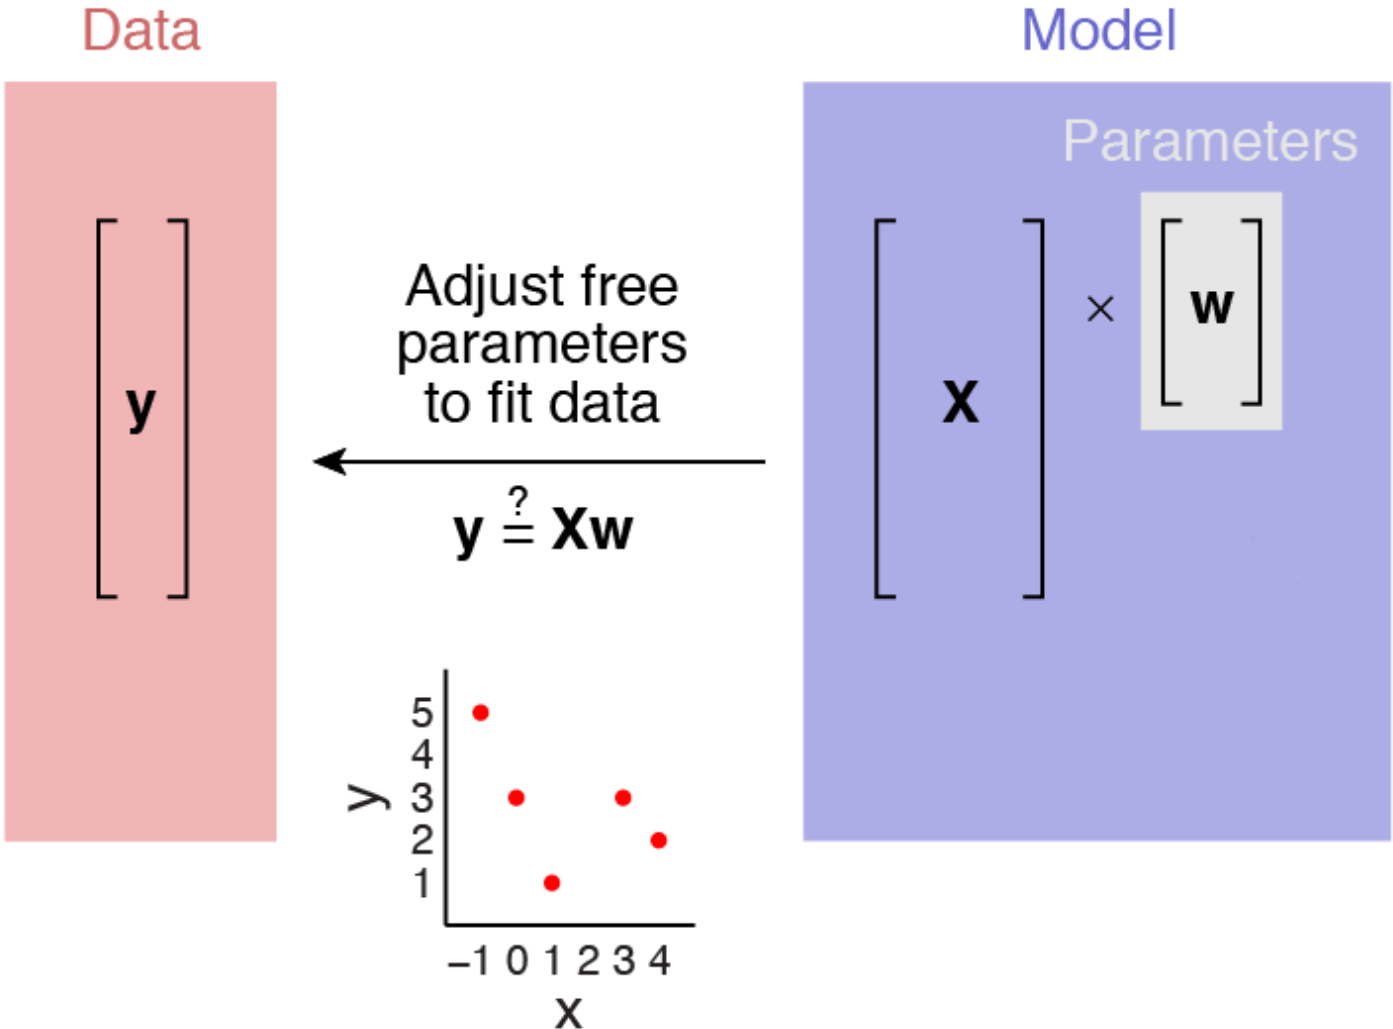 Data
Model
Parameters
y
Adjust free
parameters
to fit data
y ≟ Xw
X
×
w
5
4
3
2
1
y
−1 0 1 2 3 4
x